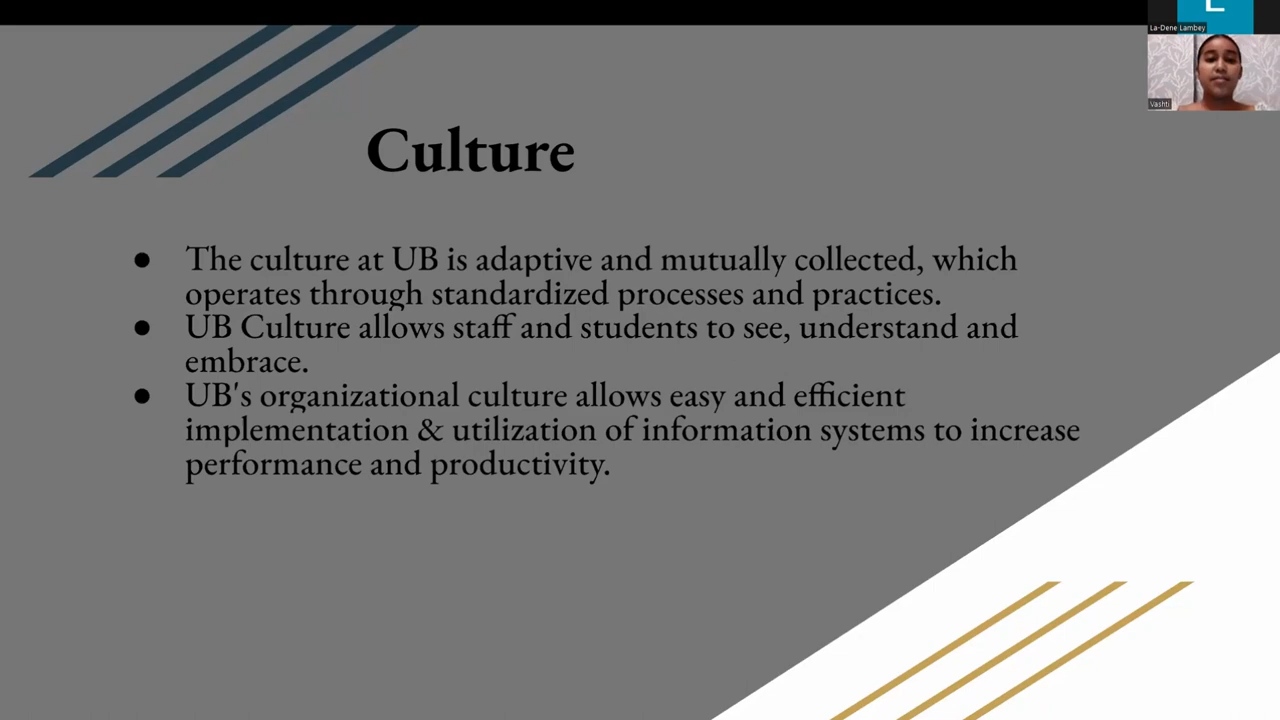 L
La-Dene Lambey
Vashti
Culture
● The culture at UB is adaptive and mutually collected, which
operates through standardized processes and practices.
● UB Culture allows staff and students to see, understand and
embrace.
● UB's organizational culture allows easy and efficient
implementation & utilization of information systems to increase
performance and productivity.